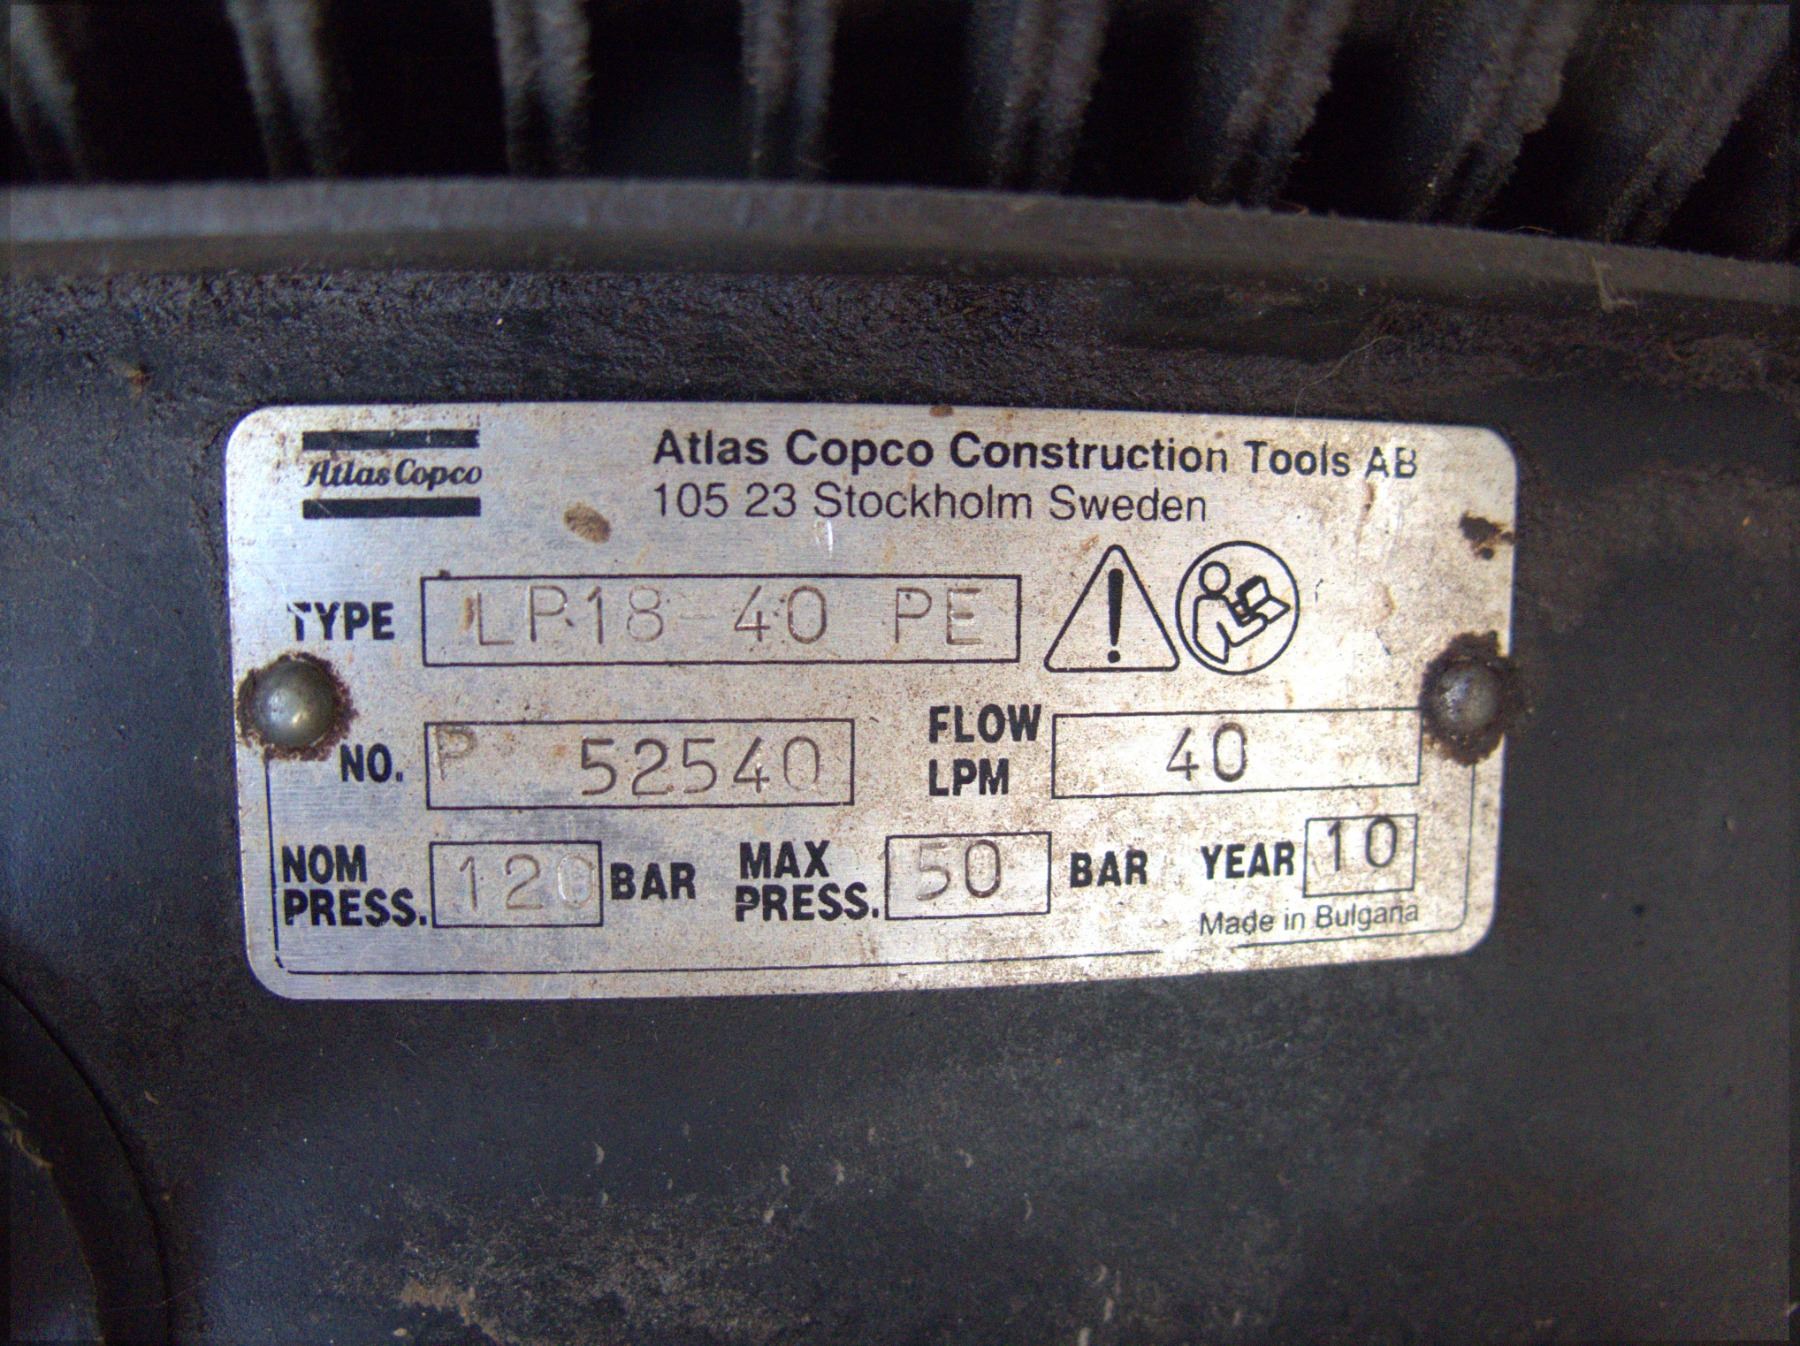 Atlas Copco
Atlas Copco Construction Tools AB
105 23 Stockholm Sweden
TYPE LP18-40 PE
NO. P 52540
FLOW LPM 40
NOM PRESS. 120 BAR
MAX PRESS. 50 BAR
YEAR 10
Made in Bulgaria